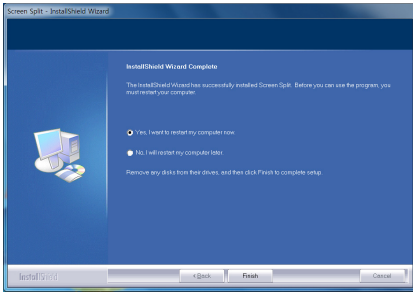 Screen Split - InstallShield Wizard
InstallShield Wizard Complete
The InstallShield Wizard has successfully installed Screen Split. Before you can use the program, you
must restart your computer.
Yes, I want to restart my computer now.
No, I will restart my computer later.
Remove any disks from their drives, and then click Finish to complete setup.
InstallShield
< Back
Finish
Cancel